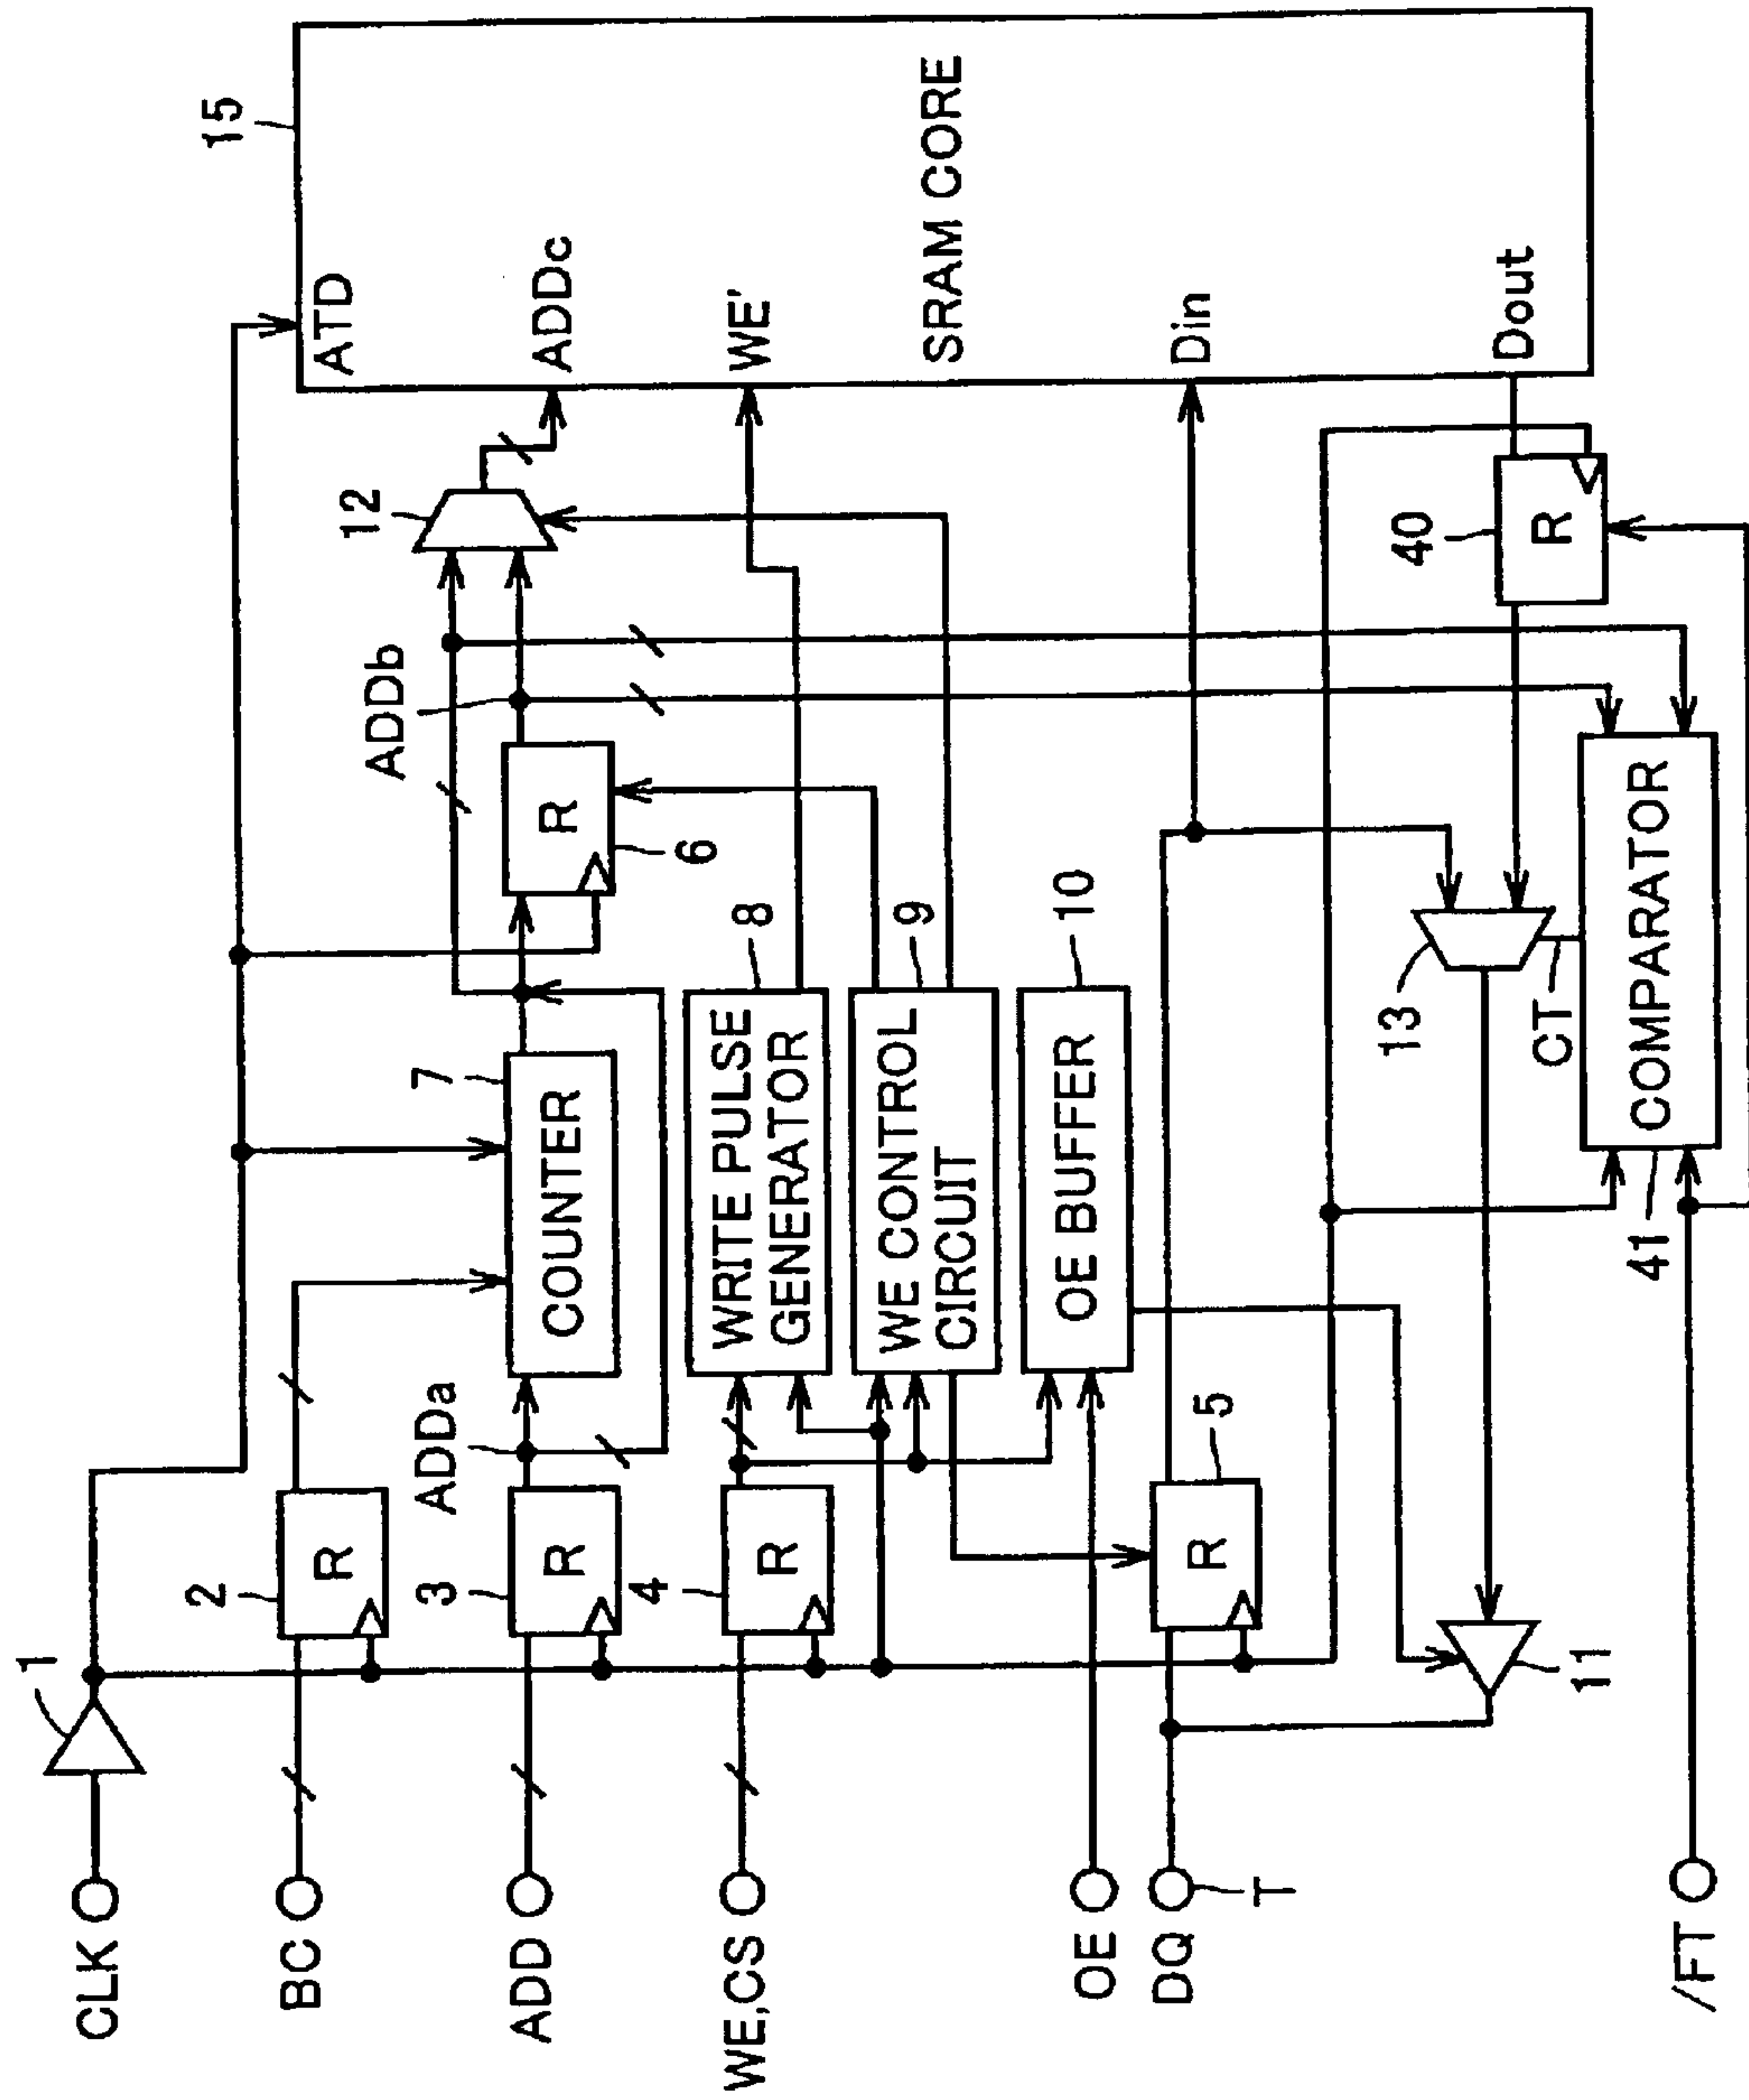 CLK
1
BC
2
R
ADD
3
R
ADDa
7
COUNTER
ADDb
R
6
12
15
ATD
ADDc
WE'
SRAM CORE
Din
Dout
WE,CS
4
R
8
WRITE PULSE
GENERATOR
9
WE CONTROL
CIRCUIT
10
OE BUFFER
OE
DQ
T
5
R
11
13
CT
40
R
41
COMPARATOR
/FT